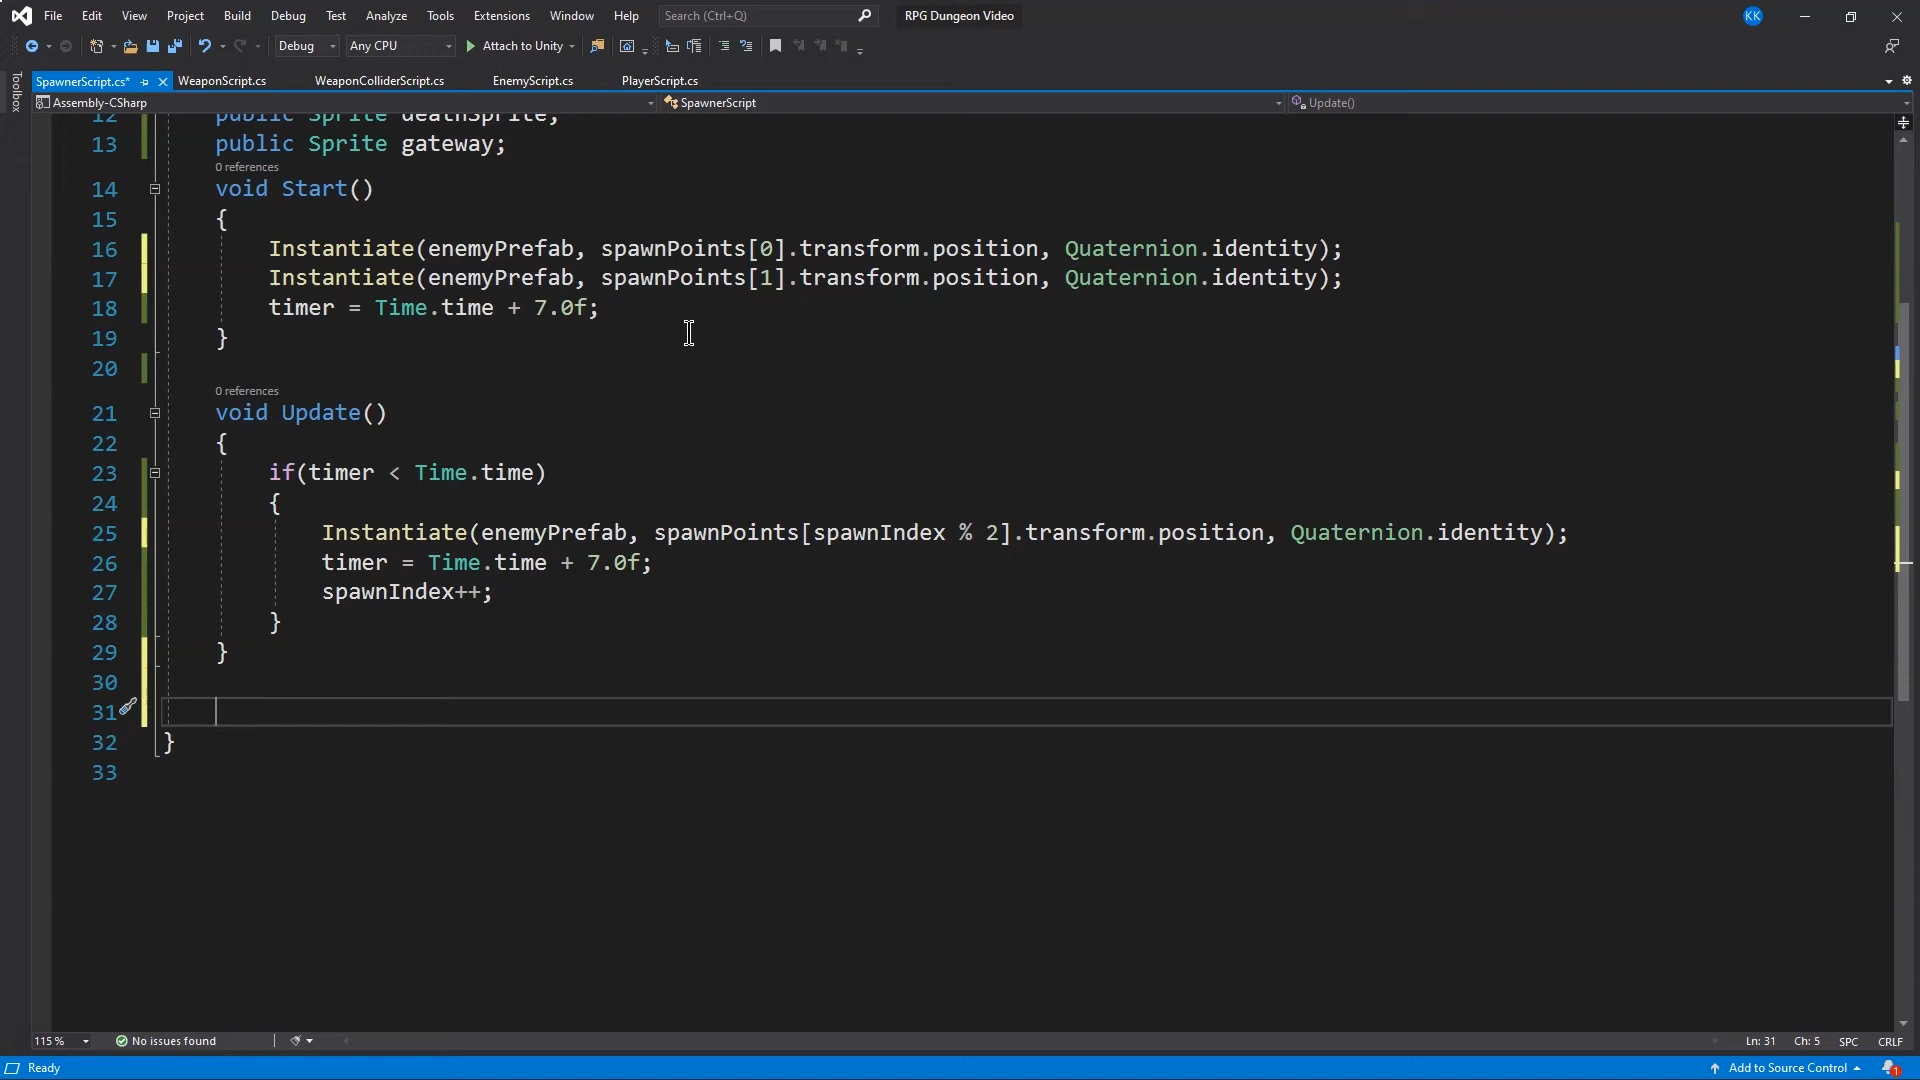 File Edit View Project Build Debug Test Analyze Tools Extensions Window Help Search (Ctrl+Q) RPG Dungeon Video KK
Debug Any CPU Attach to Unity
SpawnerScript.cs* WeaponScript.cs WeaponColliderScript.cs EnemyScript.cs PlayerScript.cs
Toolbox
Assembly-CSharp SpawnerScript Update()
12 public Sprite deathSprite;
13 public Sprite gateway;
0 references
14 void Start()
15 {
16 Instantiate(enemyPrefab, spawnPoints[0].transform.position, Quaternion.identity);
17 Instantiate(enemyPrefab, spawnPoints[1].transform.position, Quaternion.identity);
18 timer = Time.time + 7.0f;
19 }
20
0 references
21 void Update()
22 {
23 if(timer < Time.time)
24 {
25 Instantiate(enemyPrefab, spawnPoints[spawnIndex % 2].transform.position, Quaternion.identity);
26 timer = Time.time + 7.0f;
27 spawnIndex++;
28 }
29 }
30
31
32 }
33
115 % No issues found Ln: 31 Ch: 5 SPC CRLF
Ready Add to Source Control 1